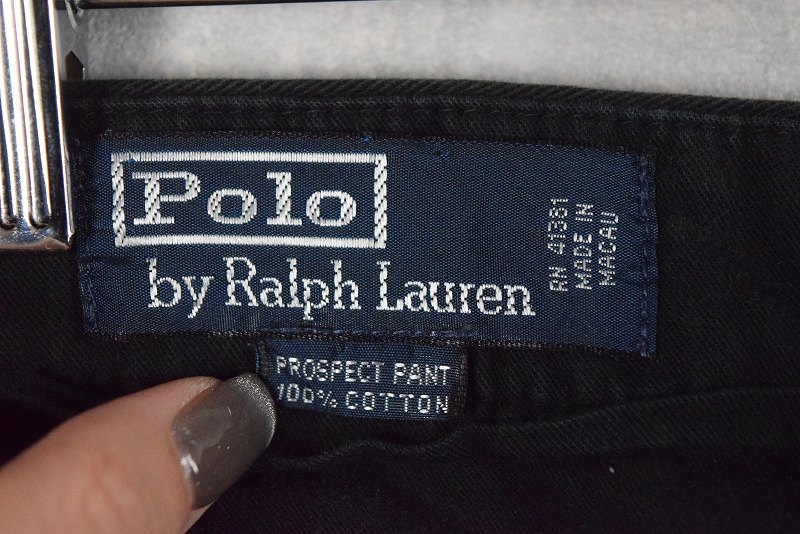 Polo
by Ralph Lauren
RN 41381
MADE IN
MACAU
PROSPECT PANT
100% COTTON